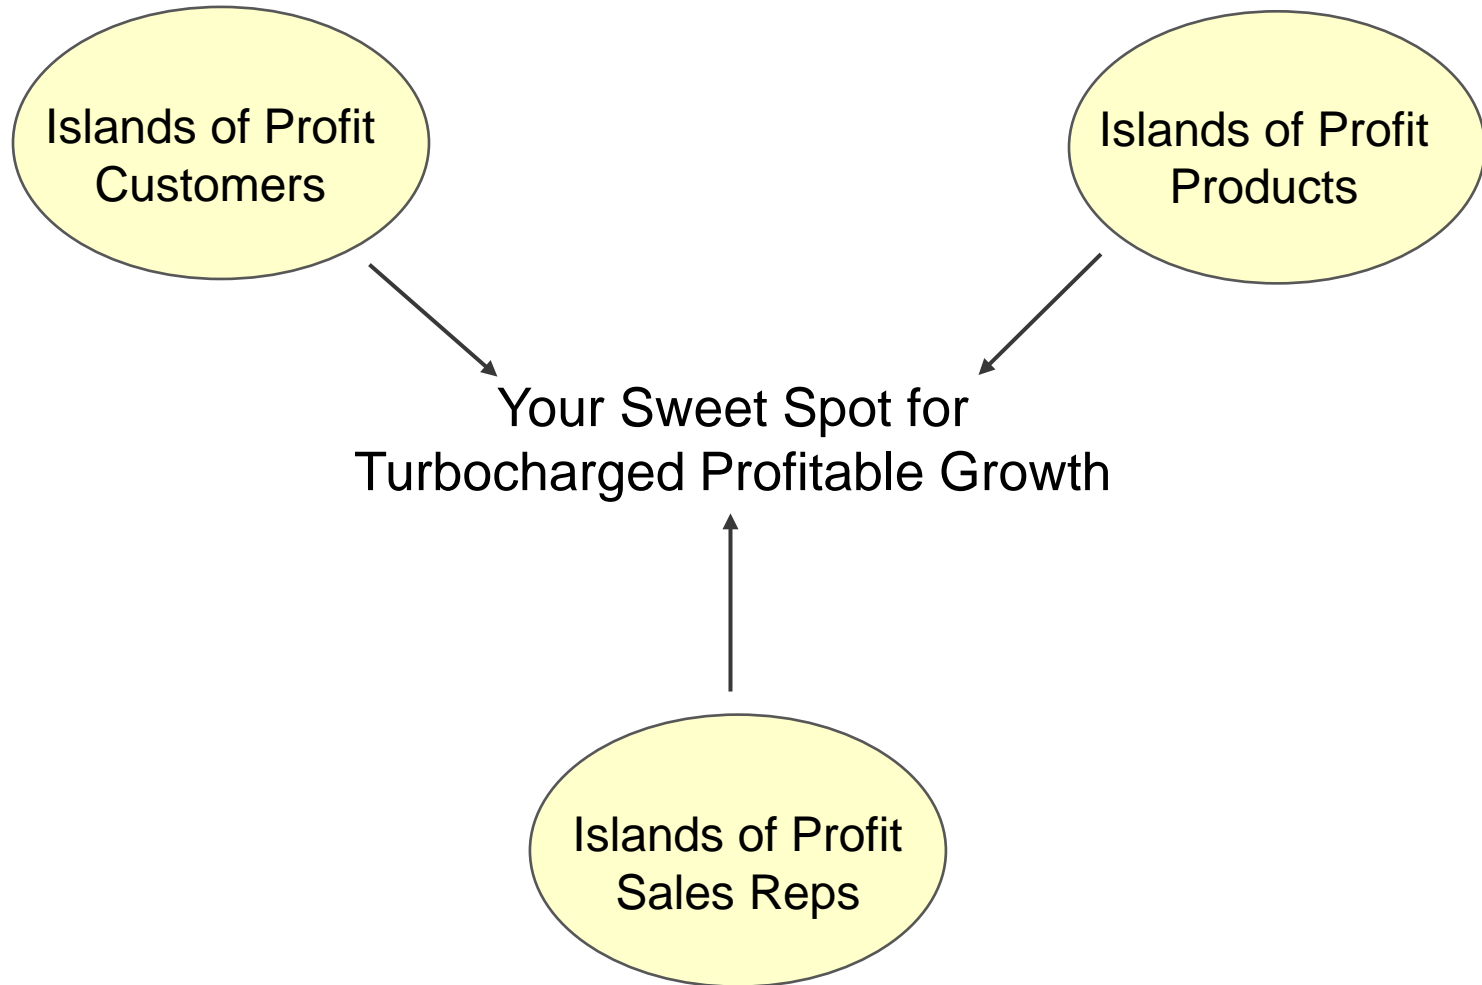 Islands of Profit
Customers
Islands of Profit
Products
Your Sweet Spot for
Turbocharged Profitable Growth
Islands of Profit
Sales Reps